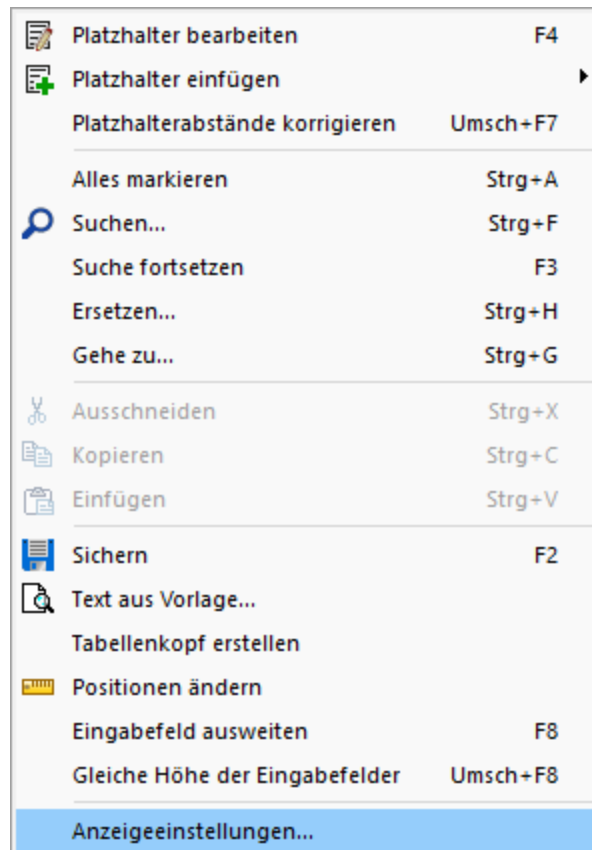 Platzhalter bearbeiten F4
Platzhalter einfügen
Platzhalterabstände korrigieren Umsch+F7
Alles markieren Strg+A
Suchen... Strg+F
Suche fortsetzen F3
Ersetzen... Strg+H
Gehe zu... Strg+G
Ausschneiden Strg+X
Kopieren Strg+C
Einfügen Strg+V
Sichern F2
Text aus Vorlage...
Tabellenkopf erstellen
Positionen ändern
Eingabefeld ausweiten F8
Gleiche Höhe der Eingabefelder Umsch+F8
Anzeigeeinstellungen...